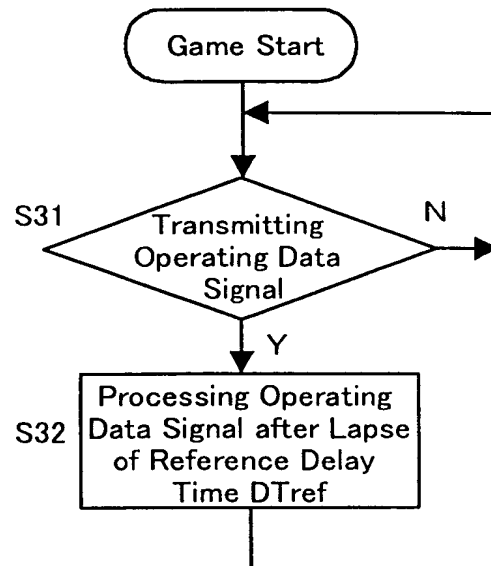 Game Start
S31
Transmitting
Operating Data
Signal
N
Y
S32
Processing Operating
Data Signal after Lapse
of Reference Delay
Time DTref